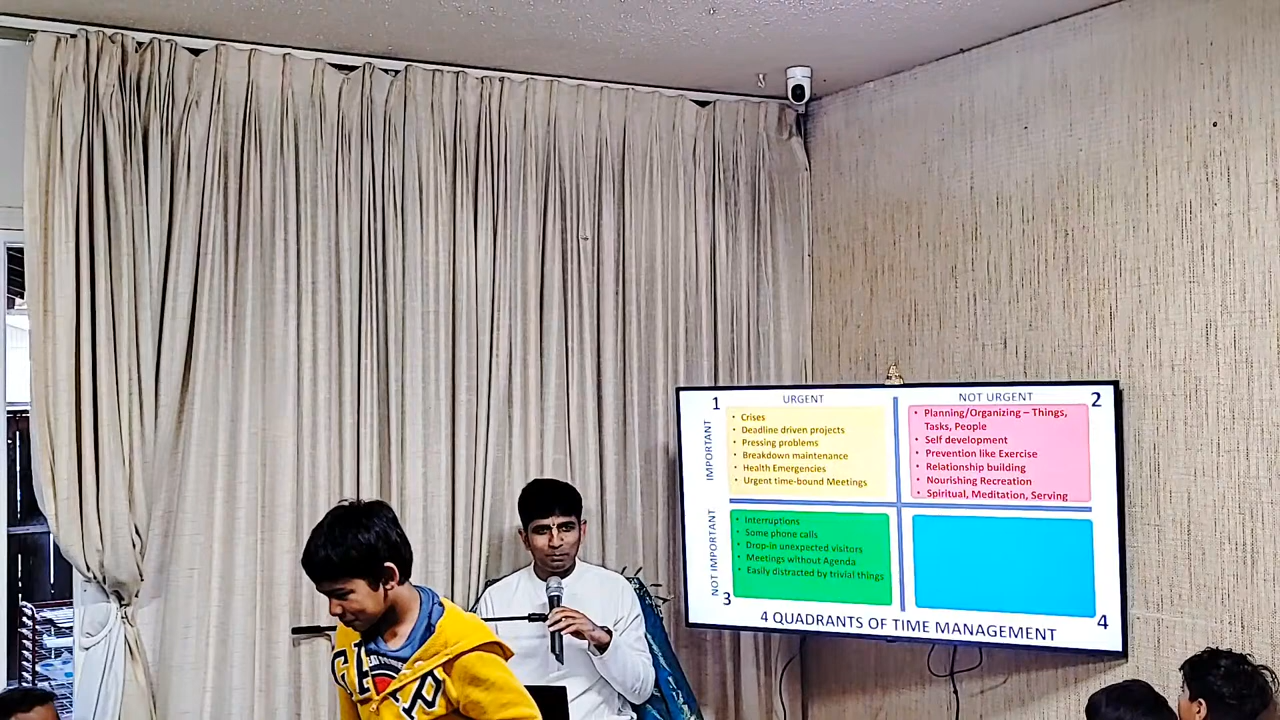 1
URGENT
NOT URGENT
2
IMPORTANT
• Crises
• Deadline driven projects
• Pressing problems
• Breakdown maintenance
• Health Emergencies
• Urgent time-bound Meetings
• Planning/Organizing – Things,
Tasks, People
• Self development
• Prevention like Exercise
• Relationship building
• Nourishing Recreation
• Spiritual, Meditation, Serving
NOT IMPORTANT
• Interruptions
• Some phone calls
• Drop-in unexpected visitors
• Meetings without Agenda
• Easily distracted by trivial things
3
4
4 QUADRANTS OF TIME MANAGEMENT